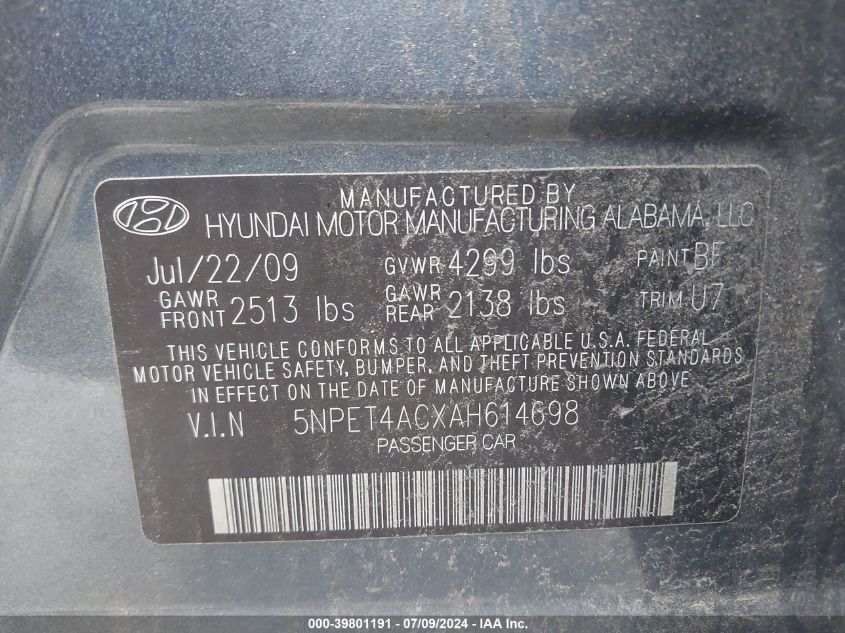 MANUFACTURED BY
HYUNDAI MOTOR MANUFACTURING ALABAMA, LLC
Jul/22/09 GVWR 4299 lbs PAINT BF
GAWR FRONT 2513 lbs GAWR REAR 2138 lbs TRIM U7
THIS VEHICLE CONFORMS TO ALL APPLICABLE U.S.A. FEDERAL
MOTOR VEHICLE SAFETY, BUMPER, AND THEFT PREVENTION STANDARDS
IN EFFECT ON THE DATE OF MANUFACTURE SHOWN ABOVE
V.I.N 5NPET4ACXAH614698
PASSENGER CAR
000-39801191 - 07/09/2024 - IAA Inc.